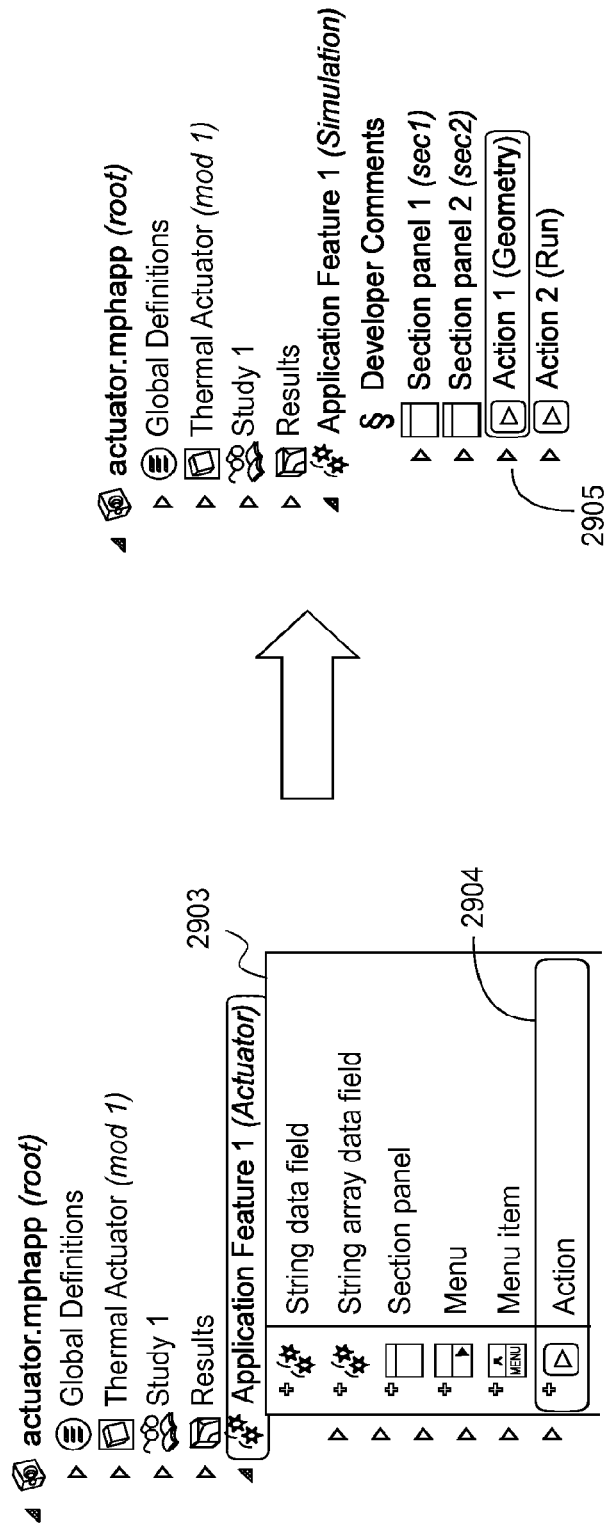 actuator.mphapp (root)
Global Definitions
Thermal Actuator (mod 1)
Study 1
Results
Application Feature 1 (Actuator)
2903
String data field
String array data field
Section panel
Menu
MENU
Menu item
Action
2904
actuator.mphapp (root)
Global Definitions
Thermal Actuator (mod 1)
Study 1
Results
Application Feature 1 (Simulation)
§ Developer Comments
Section panel 1 (sec1)
Section panel 2 (sec2)
Action 1 (Geometry)
Action 2 (Run)
2905